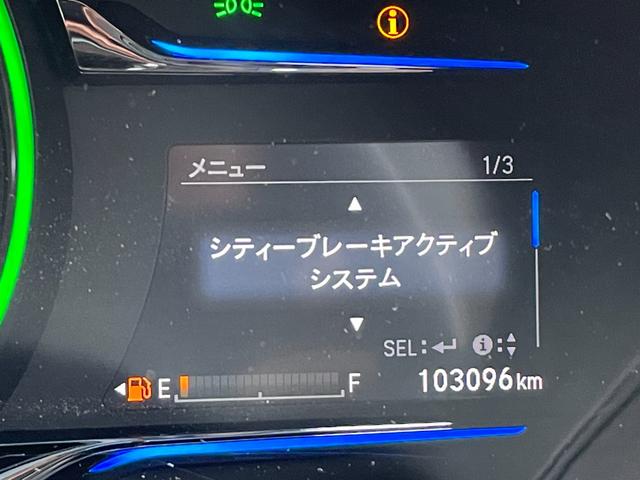 メニュー 1/3
シティーブレーキアクティブ
システム
SEL: i:
E F 103096km